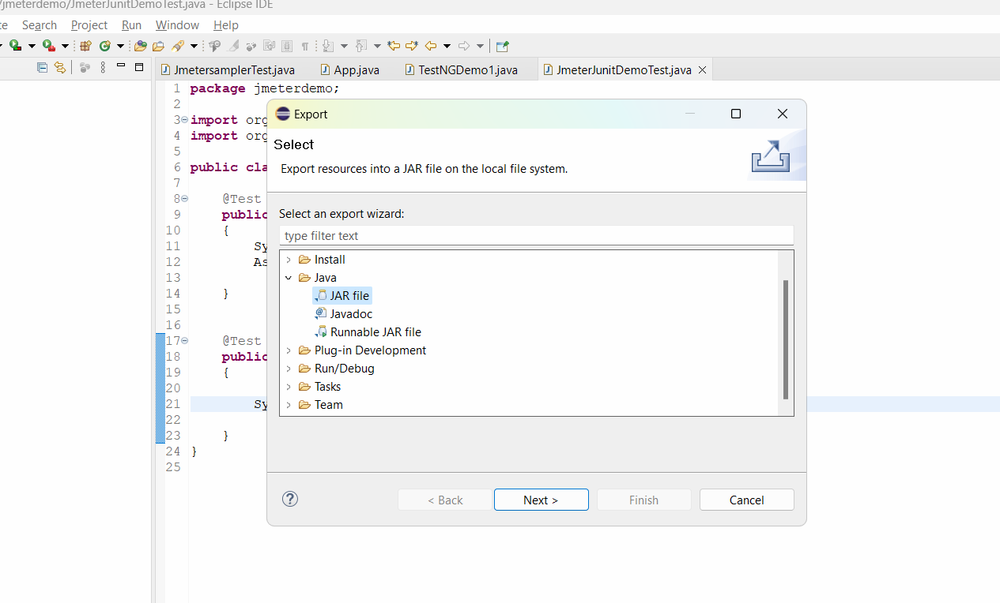 /jmeterdemo/JmeterJunitDemoTest.java - Eclipse IDE
Search Project Run Window Help
JmetersamplerTest.java App.java TestNGDemo1.java JmeterJunitDemoTest.java
1 package jmeterdemo;
2
3 import org
4 import org
5
6 public cla
7
8 @Test
9 public
10 {
11 Sy
12 As
13
14 }
15
16
17 @Test
18 public
19 {
20
21 Sy
22
23 }
24 }
25
Export
Select
Export resources into a JAR file on the local file system.
Select an export wizard:
type filter text
Install
Java
JAR file
Javadoc
Runnable JAR file
Plug-in Development
Run/Debug
Tasks
Team
? < Back Next > Finish Cancel